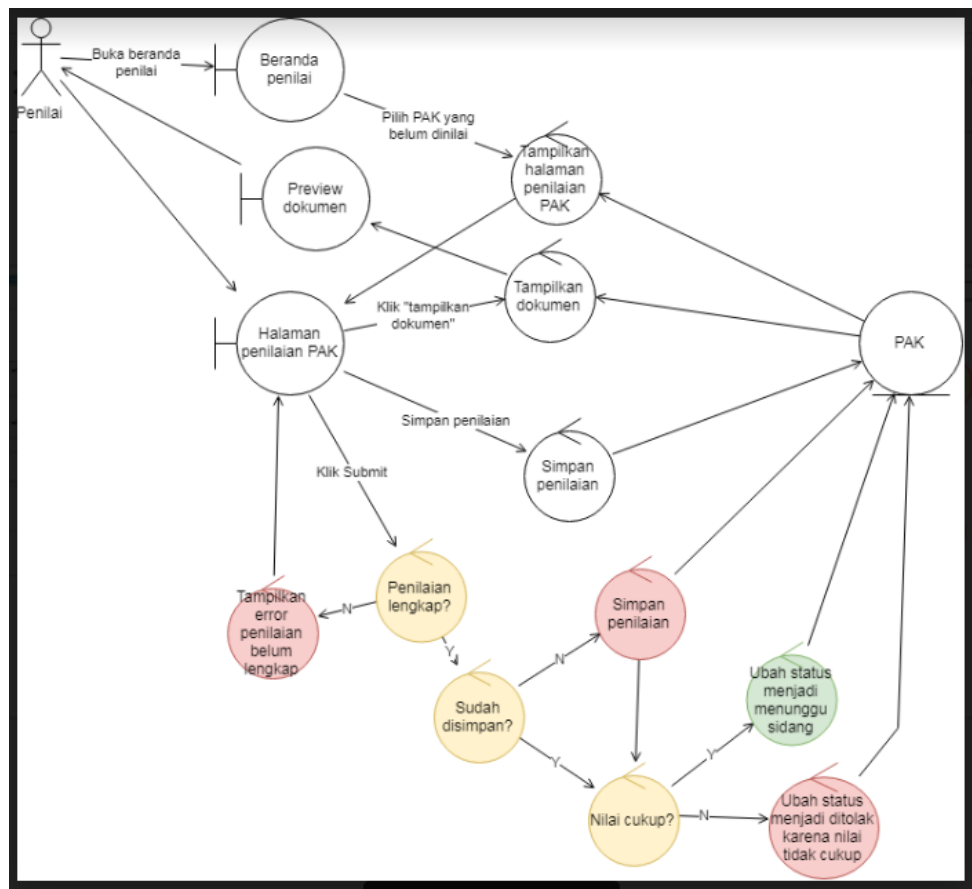 Buka beranda
penilai
Beranda
penilai
Penilai
Pilih PAK yang
belum dinilai
Tampilkan
halaman
penilaian
PAK
Preview
dokumen
Tampilkan
dokumen
Klik "tampilkan
dokumen"
Halaman
penilaian PAK
PAK
Simpan penilaian
Simpan
penilaian
Klik Submit
Penilaian
lengkap?
N
Tampilkan
error
penilaian
belum
lengkap
Simpan
penilaian
Y
N
Sudah
disimpan?
Ubah status
menjadi
menunggu
sidang
Y
Y
Nilai cukup?
N
Ubah status
menjadi ditolak
karena nilai
tidak cukup